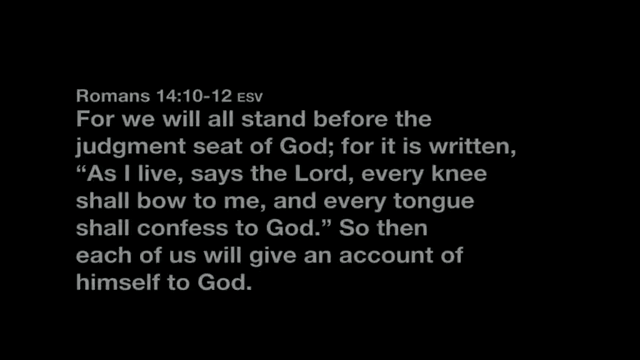 Romans 14:10-12 ESV
For we will all stand before the
judgment seat of God; for it is written,
“As I live, says the Lord, every knee
shall bow to me, and every tongue
shall confess to God.” So then
each of us will give an account of
himself to God.